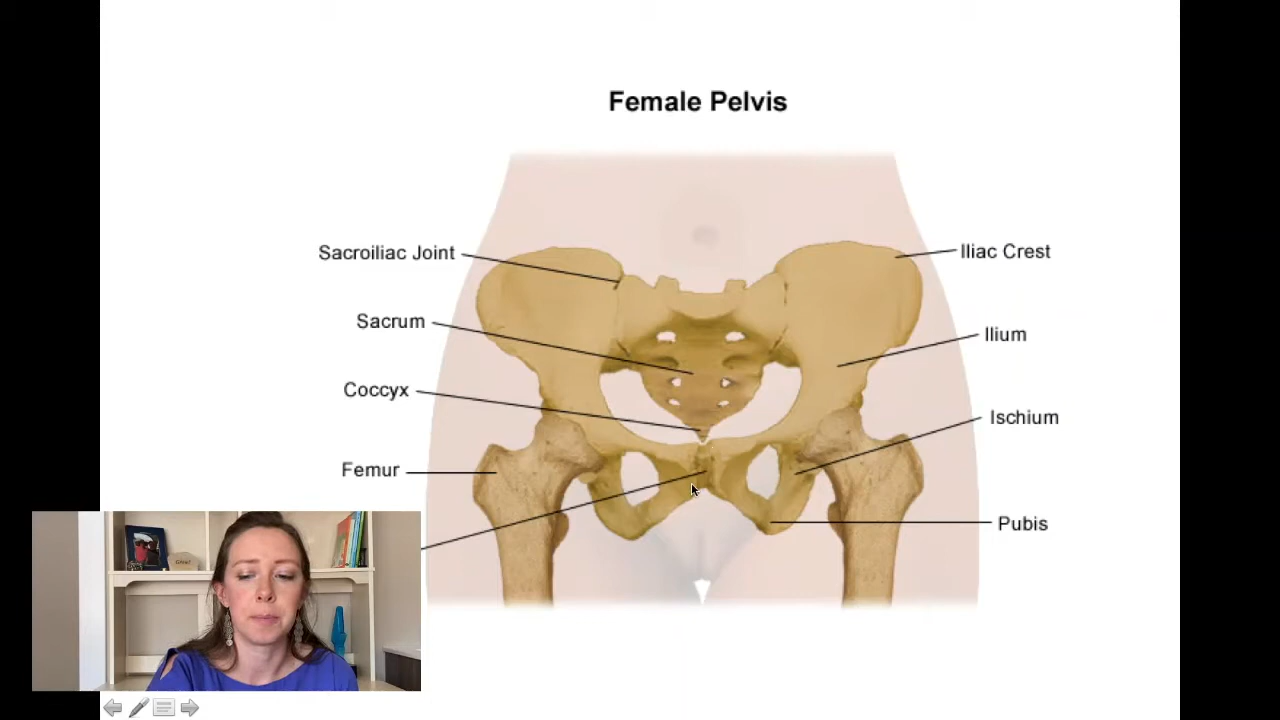 Female Pelvis
Sacroiliac Joint
Iliac Crest
Sacrum
Ilium
Coccyx
Ischium
Femur
Pubis